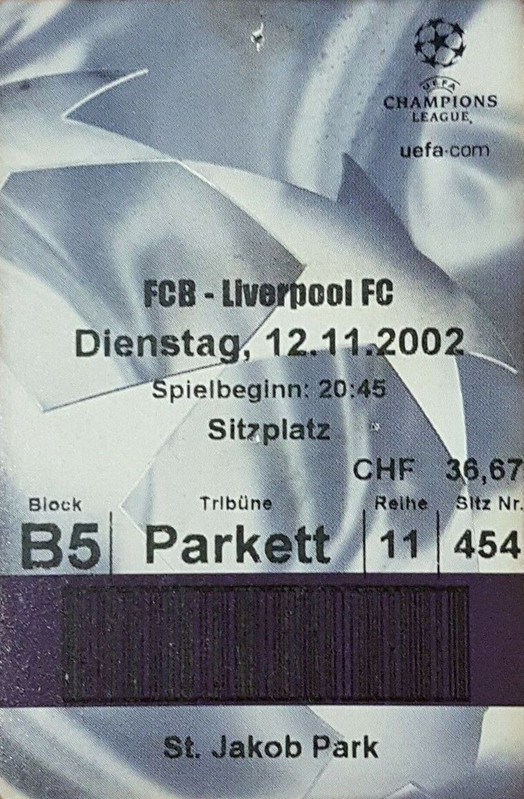 UEFA
CHAMPIONS
LEAGUE
uefa.com
FCB - Liverpool FC
Dienstag, 12.11.2002
Spielbeginn: 20:45
Sitzplatz
CHF 36,67
Block Tribüne Reihe Sitz Nr.
B5 Parkett 11 454
St. Jakob Park